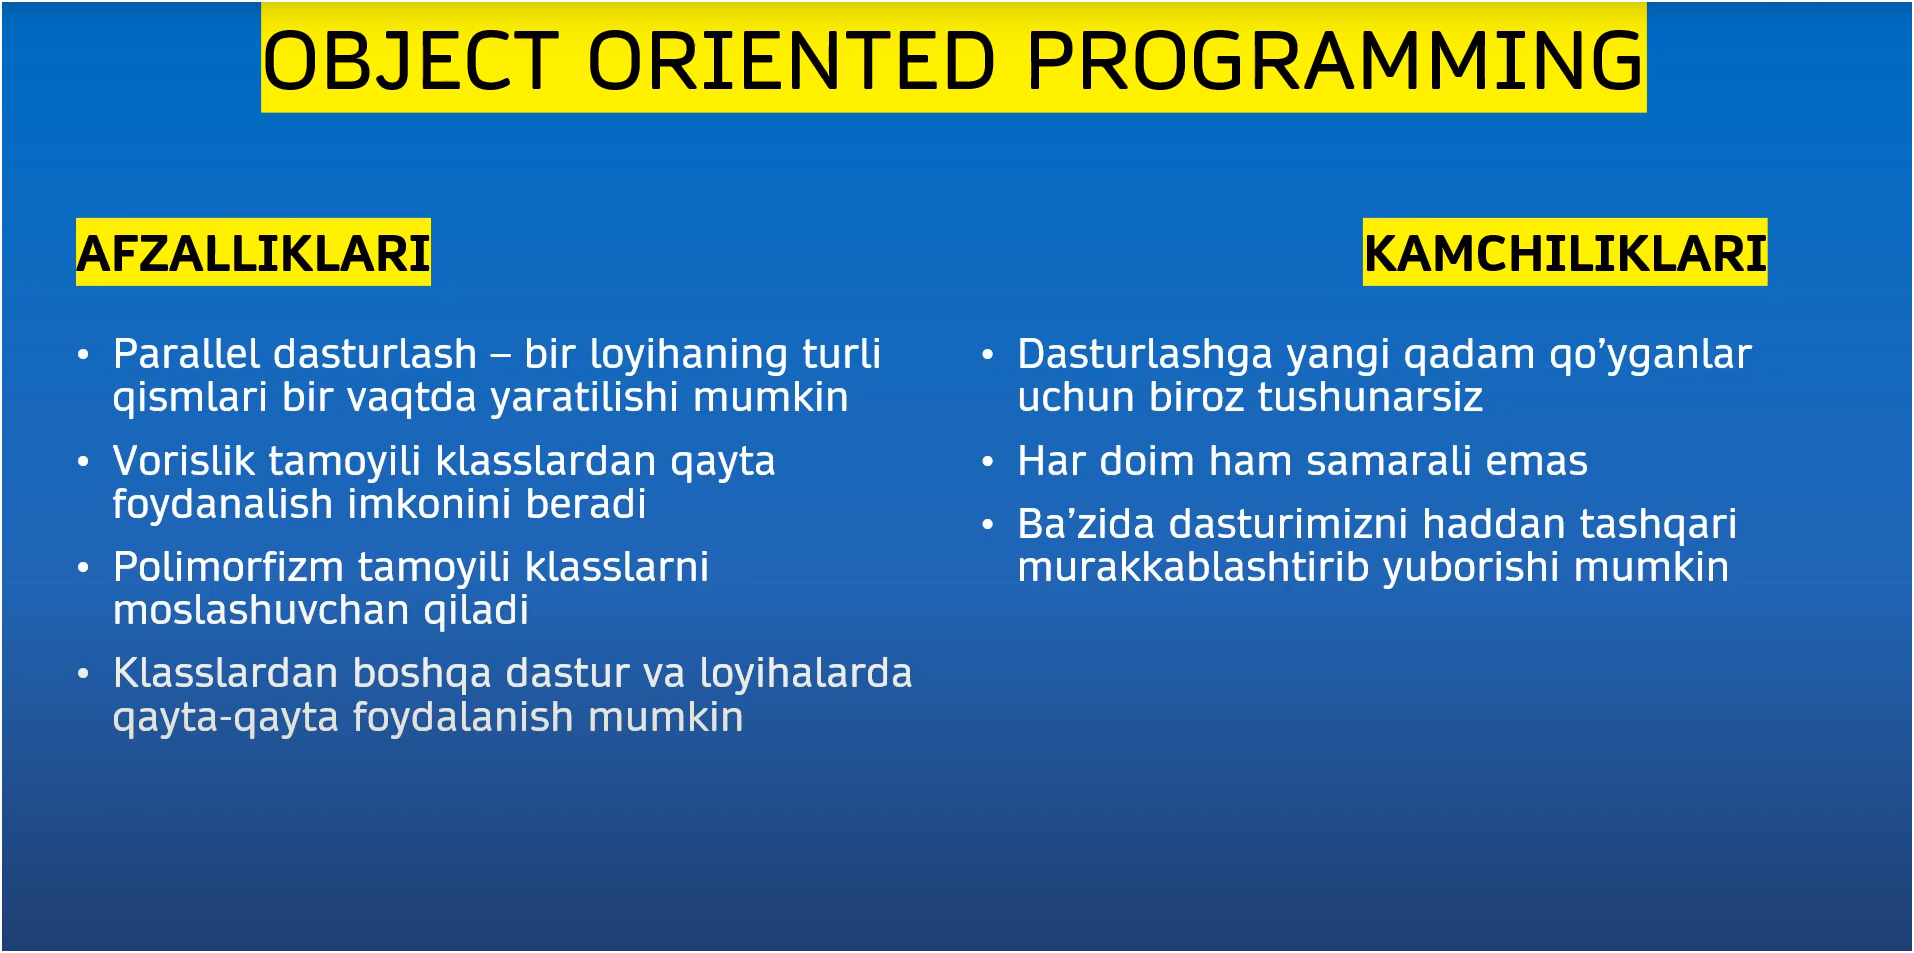 OBJECT ORIENTED PROGRAMMING
AFZALLIKLARI
• Parallel dasturlash – bir loyihaning turli
qismlari bir vaqtda yaratilishi mumkin
• Vorislik tamoyili klasslardan qayta
foydanalish imkonini beradi
• Polimorfizm tamoyili klasslarni
moslashuvchan qiladi
• Klasslardan boshqa dastur va loyihalarda
qayta-qayta foydalanish mumkin
KAMCHILIKLARI
• Dasturlashga yangi qadam qo’yganlar
uchun biroz tushunarsiz
• Har doim ham samarali emas
• Ba’zida dasturimizni haddan tashqari
murakkablashtirib yuborishi mumkin